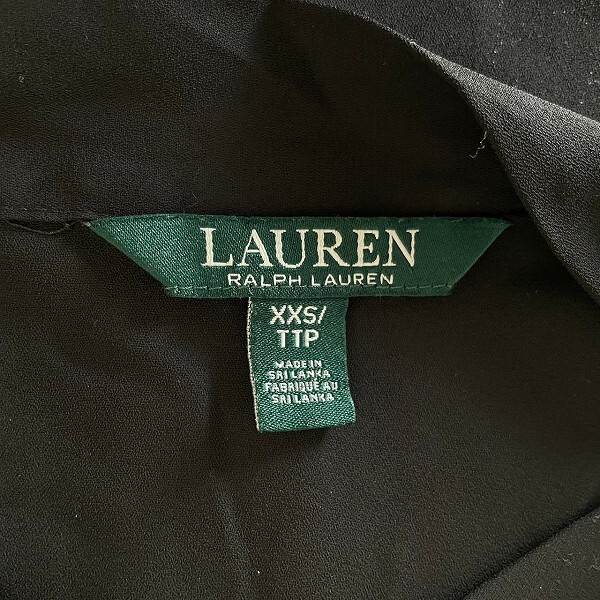 LAUREN
RALPH LAUREN
XXS/
TTP
MADE IN
SRI LANKA
FABRIQUÉ AU
SRI LANKA